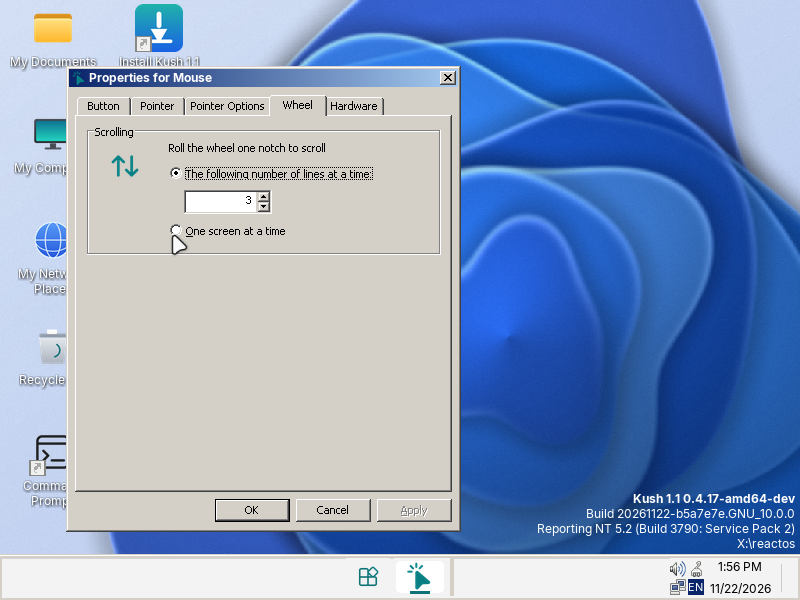 My Documents
Install Kush 1.1
Properties for Mouse
Button
Pointer
Pointer Options
Wheel
Hardware
Scrolling
Roll the wheel one notch to scroll
The following number of lines at a time:
3
One screen at a time
My Comp
My Netw
Place
Recycle
Comma
Promp
OK
Cancel
Apply
Kush 1.1 0.4.17-amd64-dev
Build 20261122-b5a7e7e.GNU_10.0.0
Reporting NT 5.2 (Build 3790: Service Pack 2)
X:\reactos
1:56 PM
EN
11/22/2026